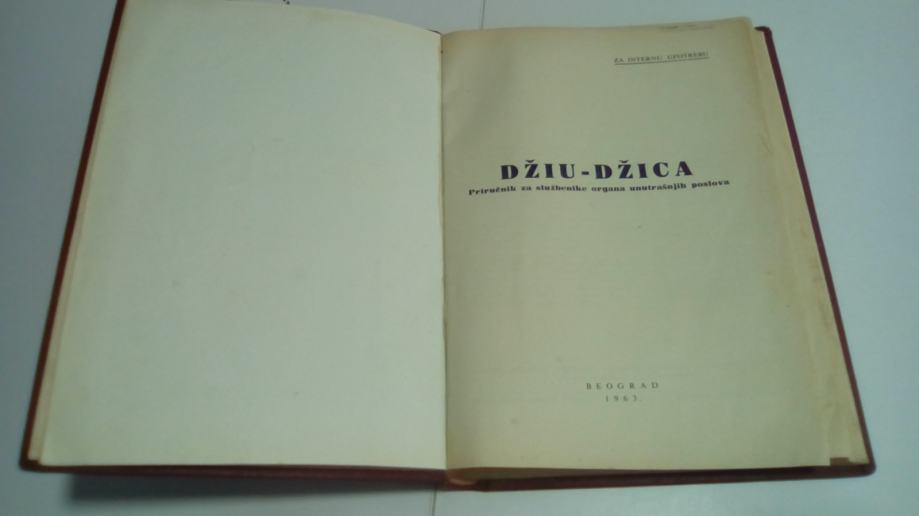 ZA INTERNU UPOTREBU
DŽIU-DŽICA
Priručnik za službenike organa unutrašnjih poslova
BEOGRAD
1963.